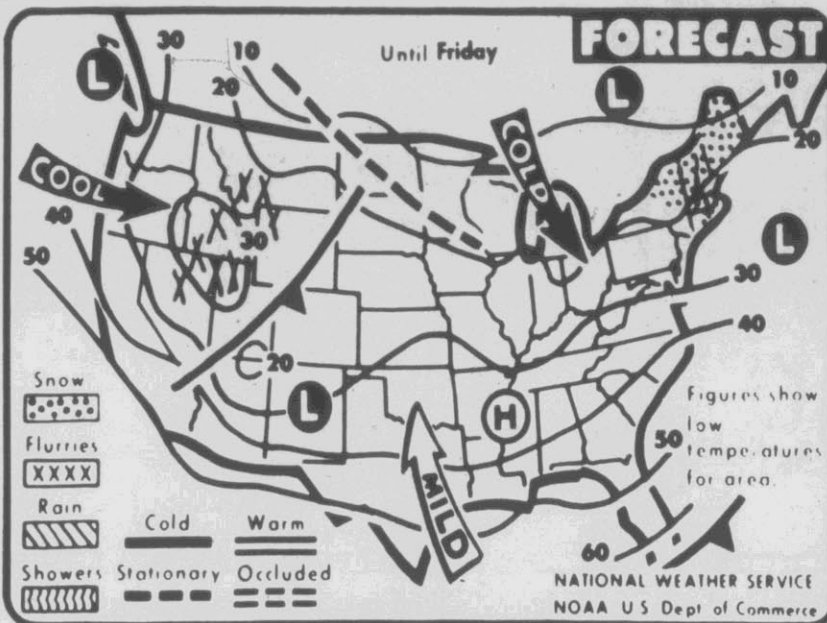 FORECAST
Until Friday
L
30
10
20
L
10
20
COOL
COLD
40
50
30
L
30
40
20
L
H
MILD
50
60
Figures show
low
temperatures
for area.
Snow
Flurries
XXXX
Rain
Showers
Cold
Warm
Stationary
Occluded
NATIONAL WEATHER SERVICE
NOAA US Dept of Commerce